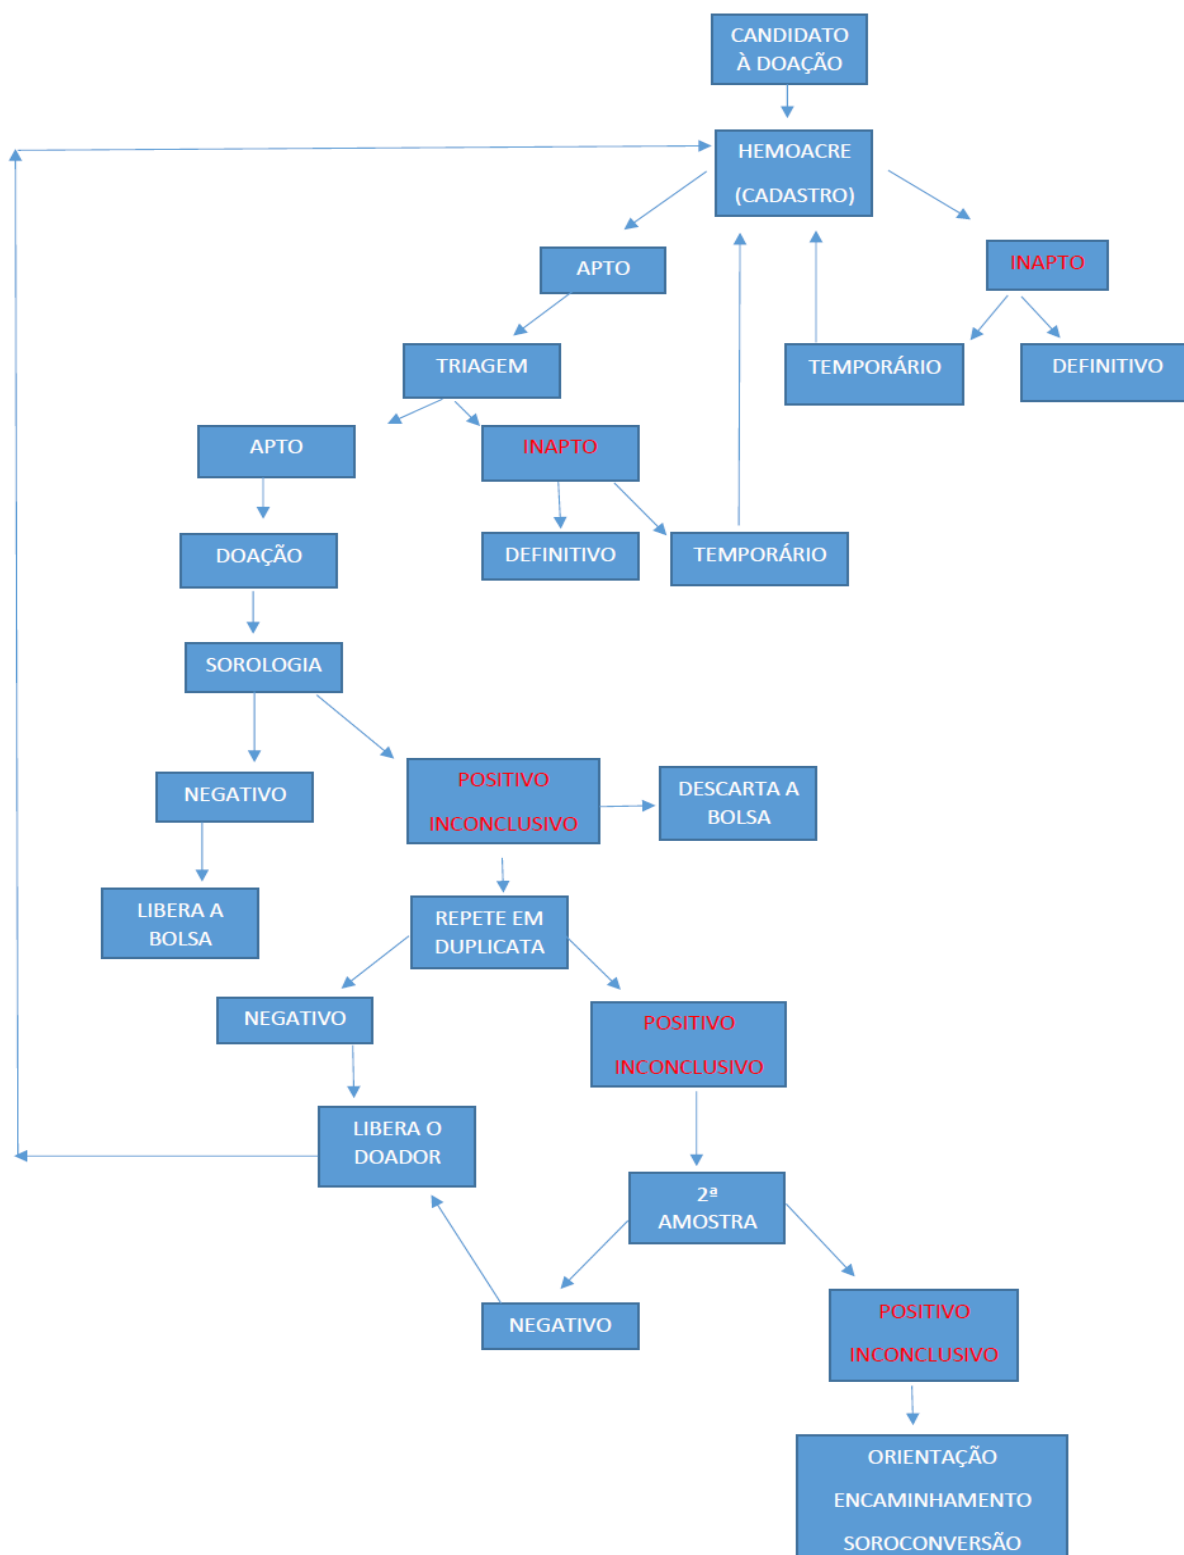 CANDIDATO
À DOAÇÃO
HEMOACRE
(CADASTRO)
APTO
INAPTO
TRIAGEM
TEMPORÁRIO
DEFINITIVO
APTO
INAPTO
DOAÇÃO
DEFINITIVO
TEMPORÁRIO
SOROLOGIA
NEGATIVO
POSITIVO
INCONCLUSIVO
DESCARTA A
BOLSA
LIBERA A
BOLSA
REPETE EM
DUPLICATA
NEGATIVO
POSITIVO
INCONCLUSIVO
LIBERA O
DOADOR
2ª
AMOSTRA
NEGATIVO
POSITIVO
INCONCLUSIVO
ORIENTAÇÃO
ENCAMINHAMENTO
SOROCONVERSÃO